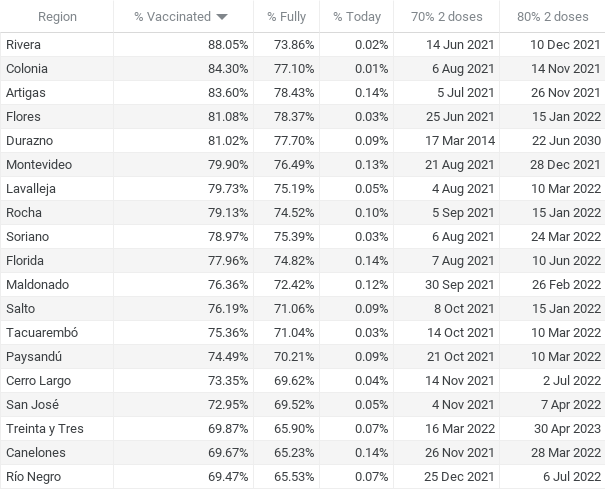 Region % Vaccinated % Fully % Today 70% 2 doses 80% 2 doses
Rivera 88.05% 73.86% 0.02% 14 Jun 2021 10 Dec 2021
Colonia 84.30% 77.10% 0.01% 6 Aug 2021 14 Nov 2021
Artigas 83.60% 78.43% 0.14% 5 Jul 2021 26 Nov 2021
Flores 81.08% 78.37% 0.03% 25 Jun 2021 15 Jan 2022
Durazno 81.02% 77.70% 0.09% 17 Mar 2014 22 Jun 2030
Montevideo 79.90% 76.49% 0.13% 21 Aug 2021 28 Dec 2021
Lavalleja 79.73% 75.19% 0.05% 4 Aug 2021 10 Mar 2022
Rocha 79.13% 74.52% 0.10% 5 Sep 2021 15 Jan 2022
Soriano 78.97% 75.39% 0.03% 6 Aug 2021 24 Mar 2022
Florida 77.96% 74.82% 0.14% 7 Aug 2021 10 Jun 2022
Maldonado 76.36% 72.42% 0.12% 30 Sep 2021 26 Feb 2022
Salto 76.19% 71.06% 0.09% 8 Oct 2021 15 Jan 2022
Tacuarembó 75.36% 71.04% 0.03% 14 Oct 2021 10 Mar 2022
Paysandú 74.49% 70.21% 0.09% 21 Oct 2021 10 Mar 2022
Cerro Largo 73.35% 69.62% 0.04% 14 Nov 2021 2 Jul 2022
San José 72.95% 69.52% 0.05% 4 Nov 2021 7 Apr 2022
Treinta y Tres 69.87% 65.90% 0.07% 16 Mar 2022 30 Apr 2023
Canelones 69.67% 65.23% 0.14% 26 Nov 2021 28 Mar 2022
Río Negro 69.47% 65.53% 0.07% 25 Dec 2021 6 Jul 2022